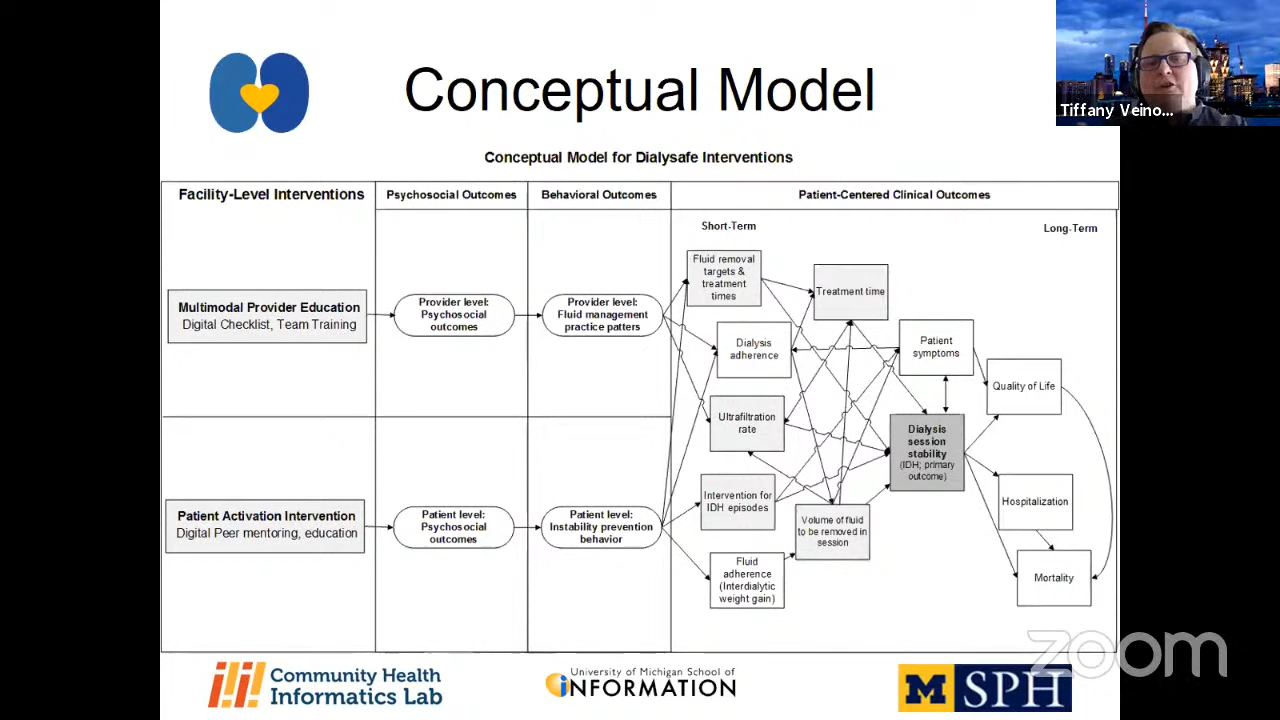 Conceptual Model
Tiffany Veino...
Conceptual Model for Dialysafe Interventions
Facility-Level Interventions
Psychosocial Outcomes
Behavioral Outcomes
Patient-Centered Clinical Outcomes
Short-Term
Long-Term
Multimodal Provider Education
Digital Checklist, Team Training
Provider level:
Psychosocial
outcomes
Provider level:
Fluid management
practice patters
Fluid removal
targets &
treatment
times
Treatment time
Dialysis
adherence
Patient
symptoms
Quality of Life
Ultrafiltration
rate
Dialysis
session
stability
(IDH; primary
outcome)
Intervention for
IDH episodes
Hospitalization
Volume of fluid
to be removed in
session
Patient Activation Intervention
Digital Peer mentoring, education
Patient level:
Psychosocial
outcomes
Patient level:
Instability prevention
behavior
Fluid
adherence
(Interdialytic
weight gain)
Mortality
zoom
Community Health
Informatics Lab
University of Michigan School of
INFORMATION
M SPH